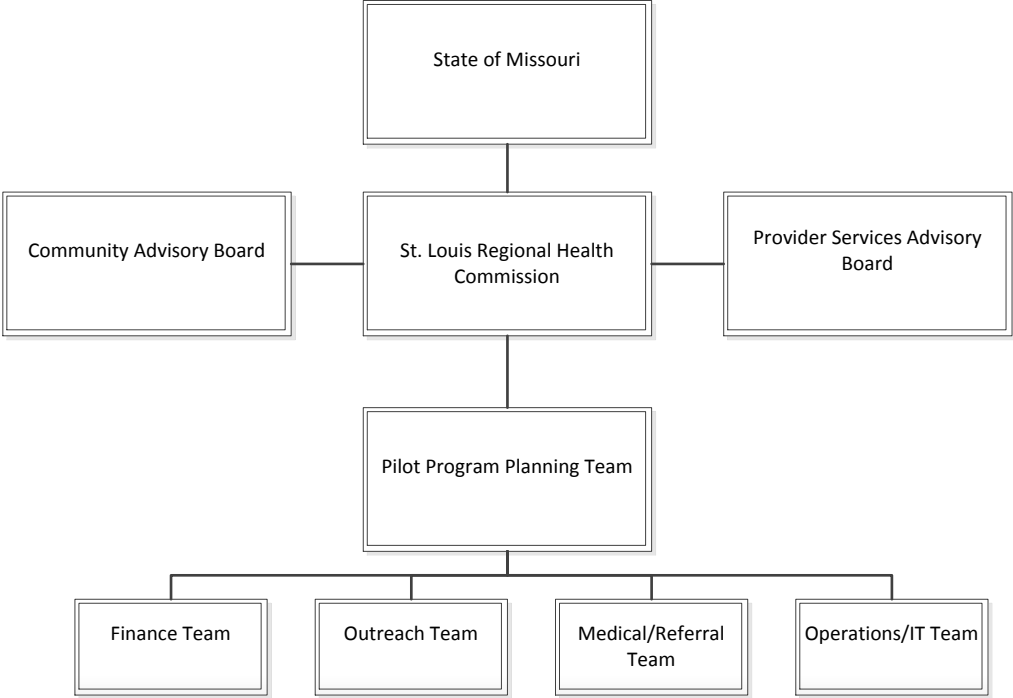 State of Missouri
Community Advisory Board
St. Louis Regional Health
Commission
Provider Services Advisory
Board
Pilot Program Planning Team
Finance Team
Outreach Team
Medical/Referral
Team
Operations/IT Team